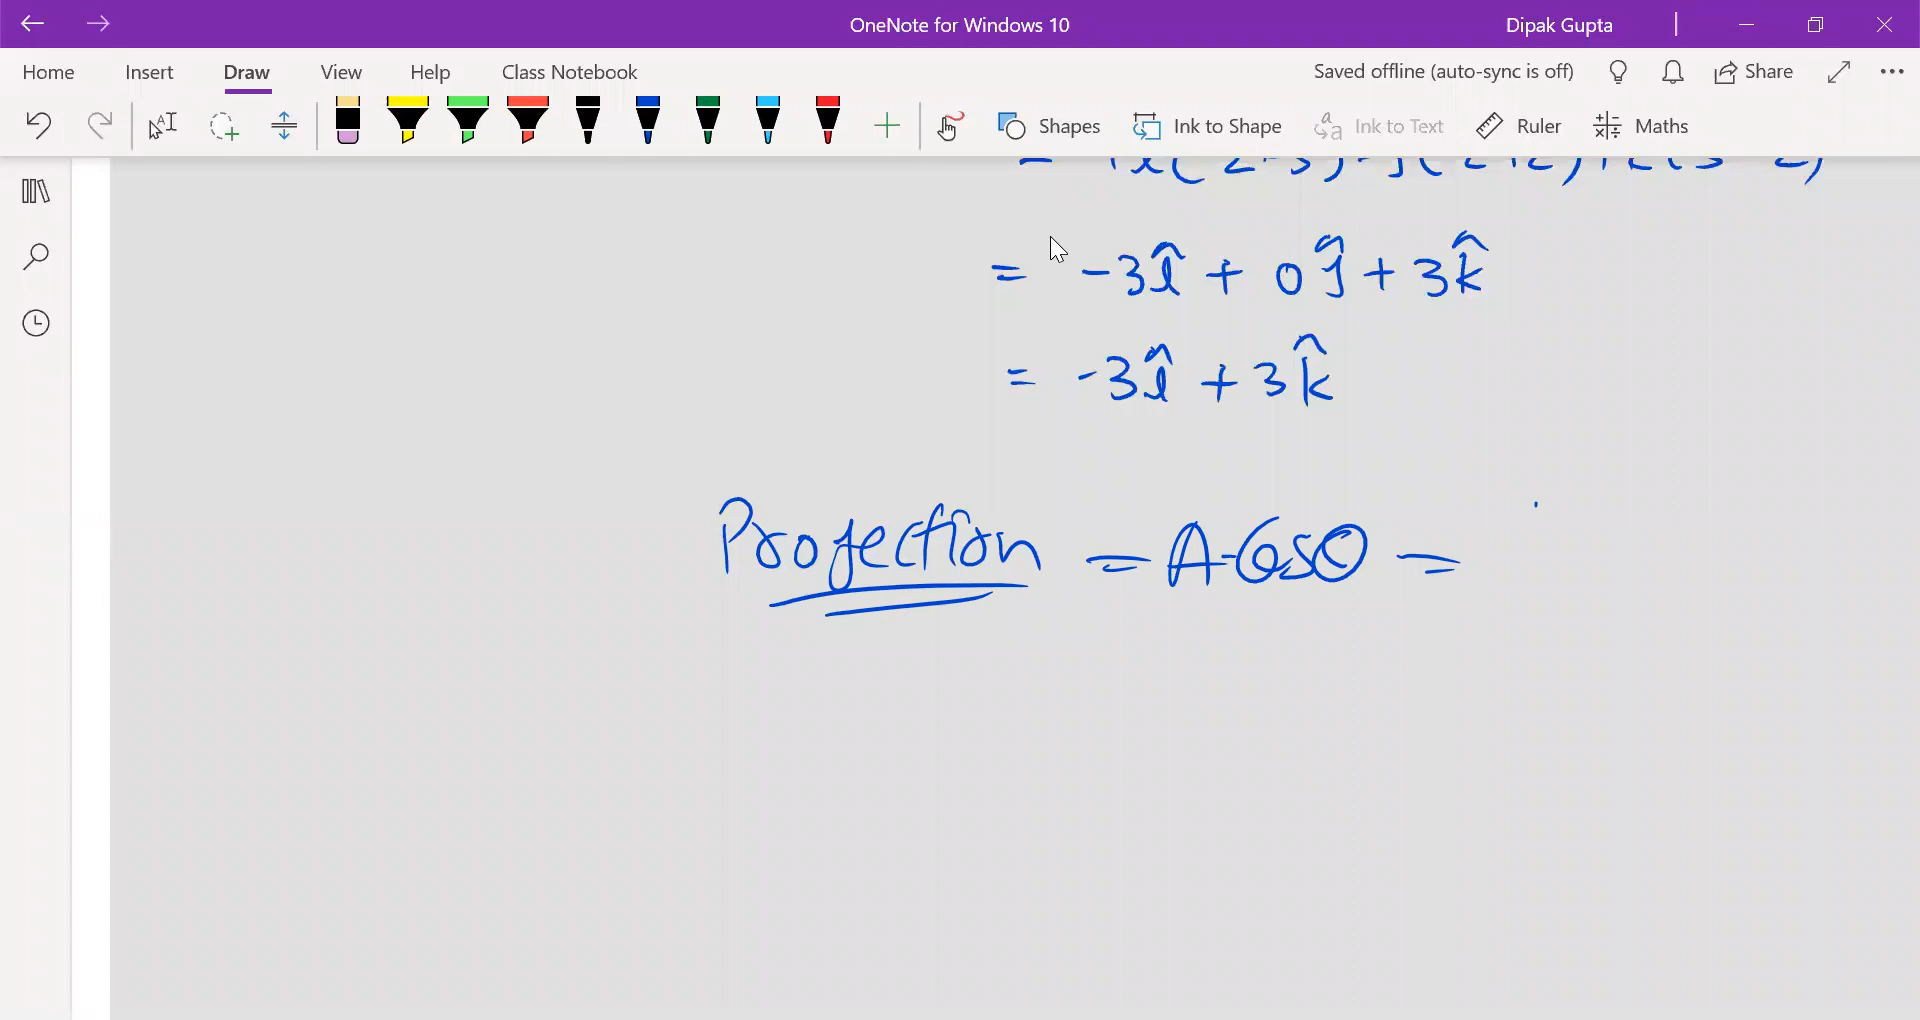 OneNote for Windows 10
Dipak Gupta
Home Insert Draw View Help Class Notebook
Saved offline (auto-sync is off) Share
Shapes Ink to Shape Ink to Text Ruler Maths
= -3î + 0ĵ + 3k̂
= -3î + 3k̂
Projection = A Cosθ =